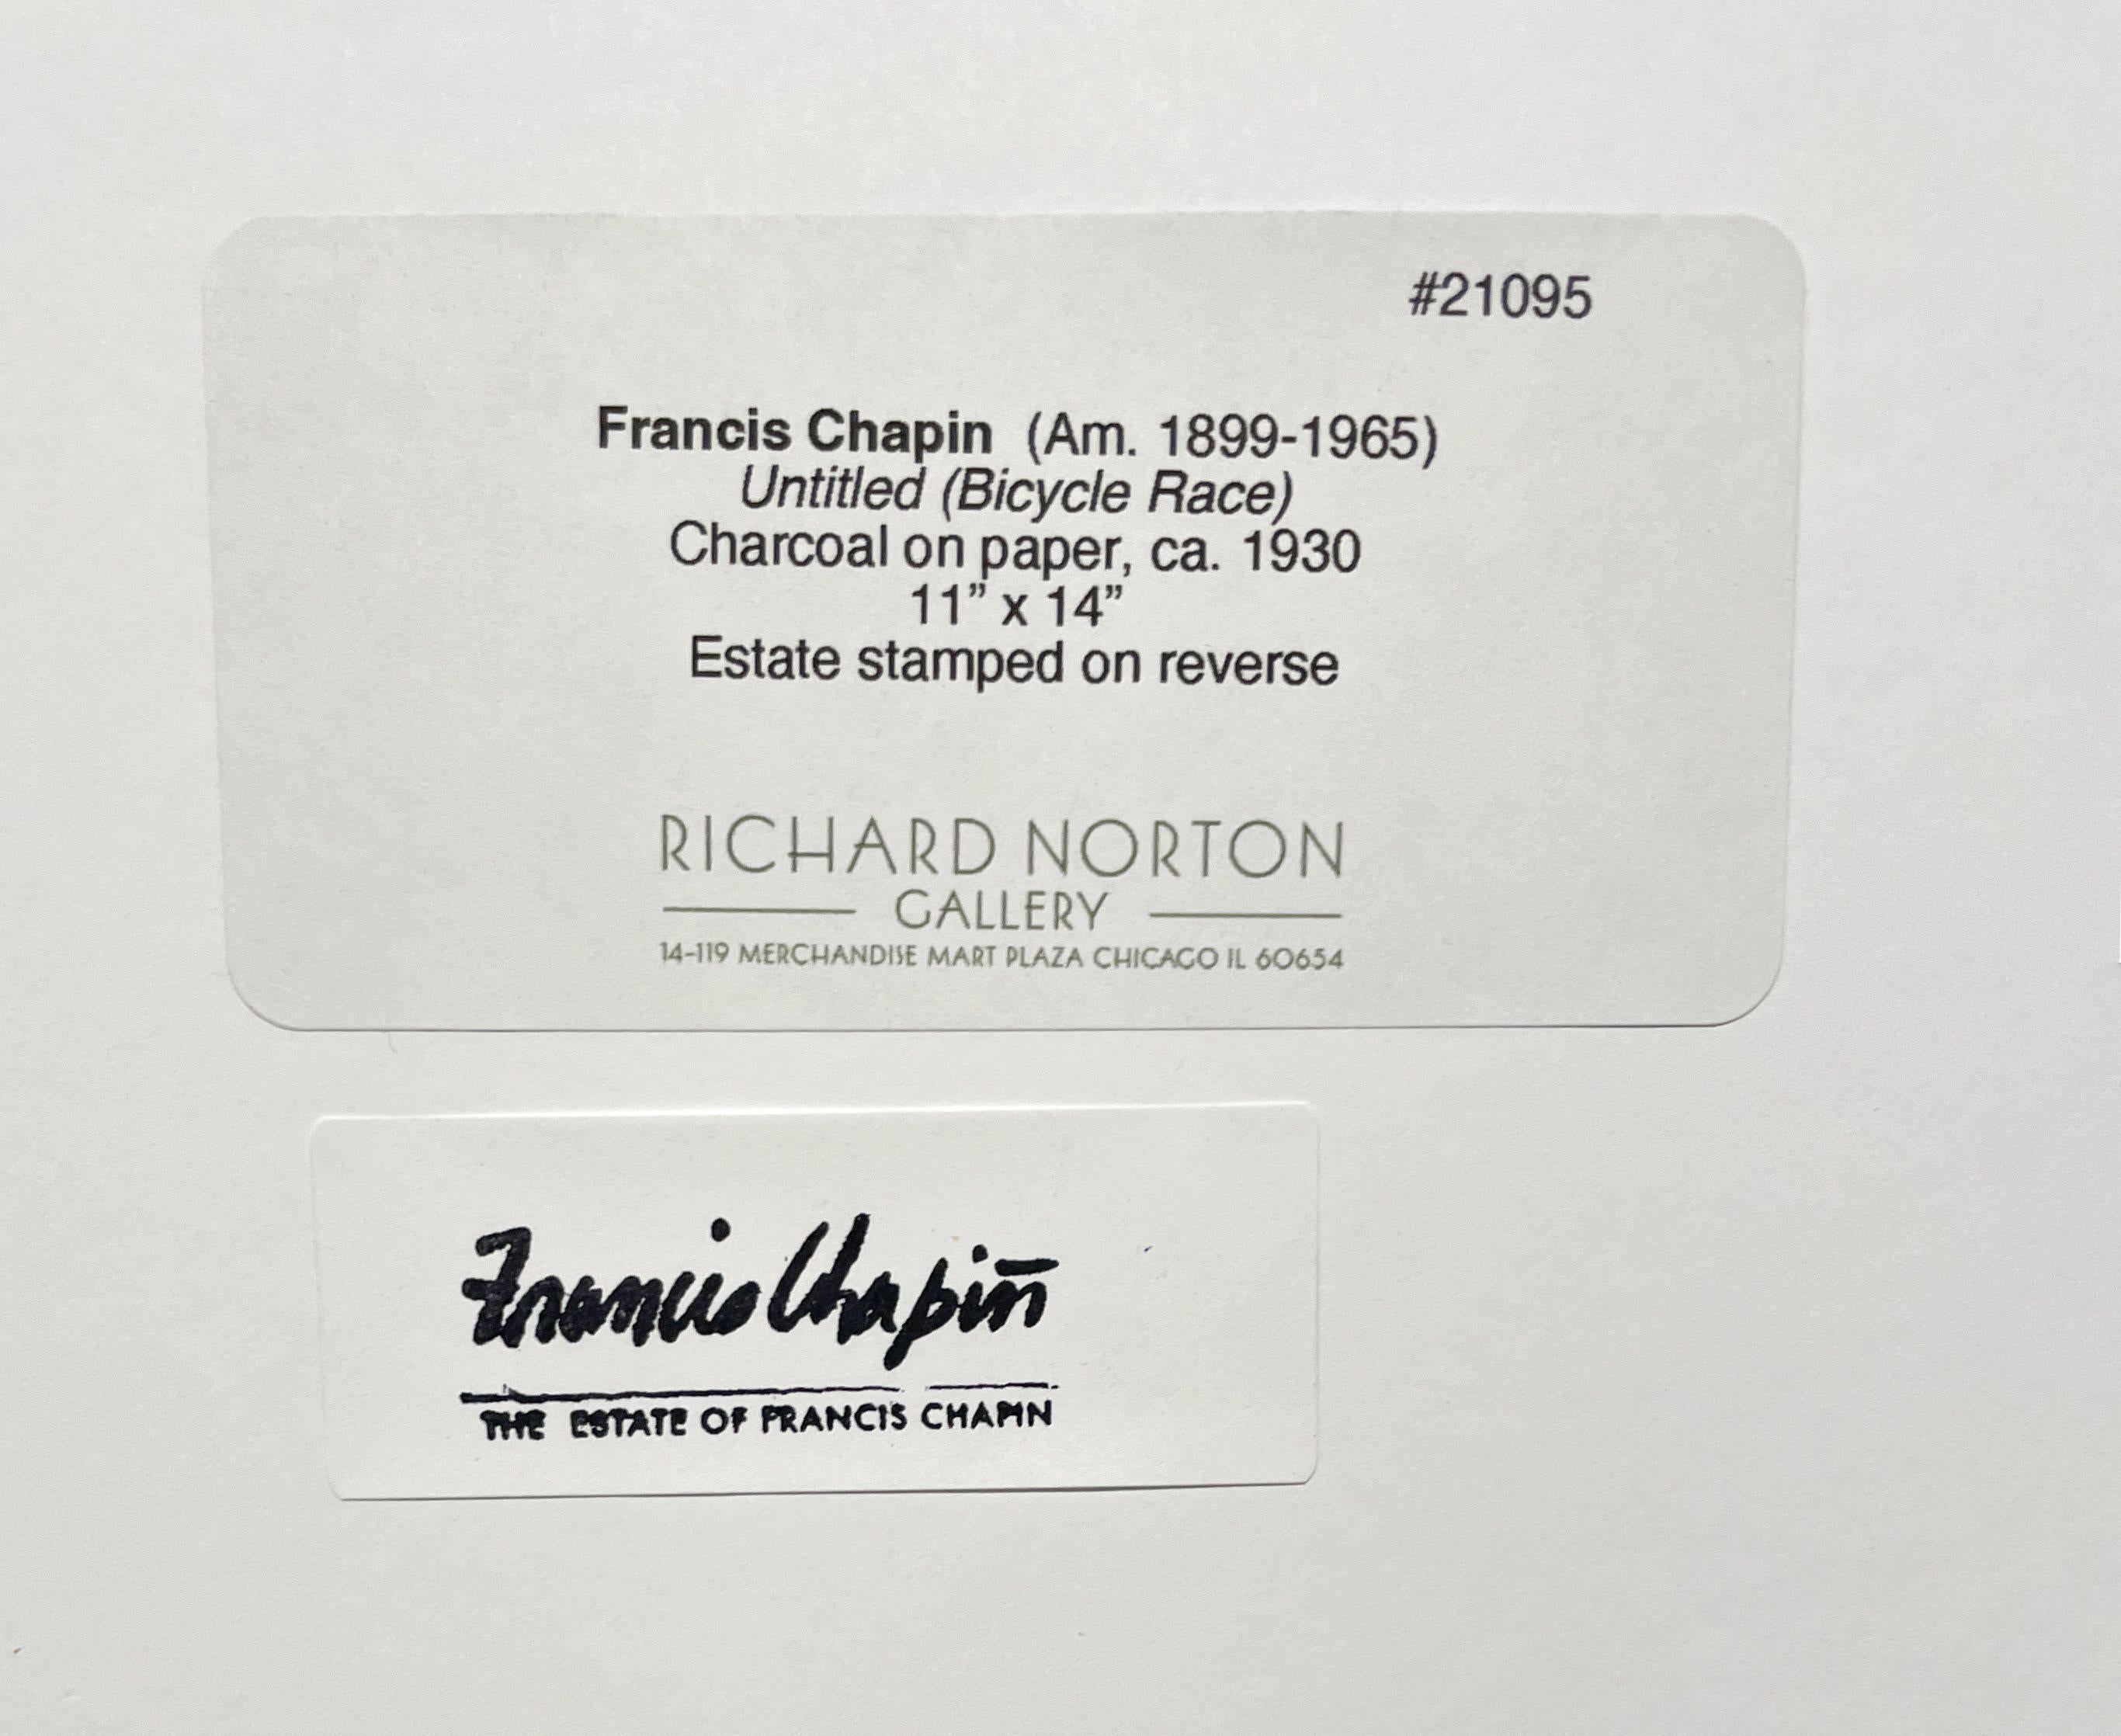 #21095
Francis Chapin (Am. 1899-1965)
Untitled (Bicycle Race)
Charcoal on paper, ca. 1930
11” x 14”
Estate stamped on reverse
RICHARD NORTON
GALLERY
14-119 MERCHANDISE MART PLAZA CHICAGO IL 60654
Francis Chapin
THE ESTATE OF FRANCIS CHAPIN